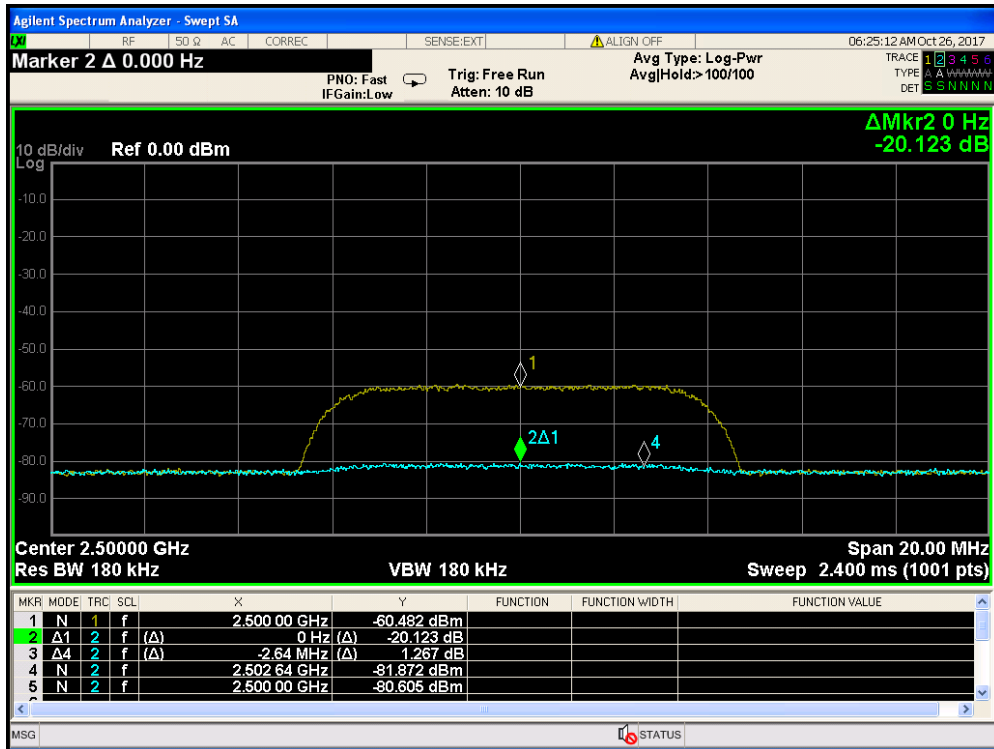 Agilent Spectrum Analyzer - Swept SA
LXI RF 50 Ω AC CORREC SENSE:EXT ALIGN OFF 06:25:12 AM Oct 26, 2017
Marker 2 Δ 0.000 Hz
PNO: Fast
IFGain:Low
Trig: Free Run
Atten: 10 dB
Avg Type: Log-Pwr
Avg|Hold:>100/100
TRACE 1 2 3 4 5 6
TYPE A A W W W W
DET S S N N N N
ΔMkr2 0 Hz
-20.123 dB
10 dB/div Ref 0.00 dBm
Log
-10.0
-20.0
-30.0
-40.0
-50.0
1
-60.0
-70.0
2Δ1 4
-80.0
-90.0
Center 2.50000 GHz Span 20.00 MHz
Res BW 180 kHz VBW 180 kHz Sweep 2.400 ms (1001 pts)
MKR MODE TRC SCL X Y FUNCTION FUNCTION WIDTH FUNCTION VALUE
1 N 1 f 2.500 00 GHz -60.482 dBm
2 Δ1 2 f (Δ) 0 Hz (Δ) -20.123 dB
3 Δ4 2 f (Δ) -2.64 MHz (Δ) 1.267 dB
4 N 2 f 2.502 64 GHz -81.872 dBm
5 N 2 f 2.500 00 GHz -80.605 dBm
MSG STATUS